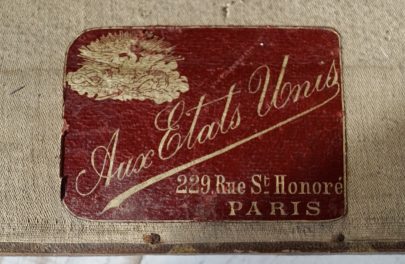 Aux Etats Unis
229, Rue St Honoré
PARIS